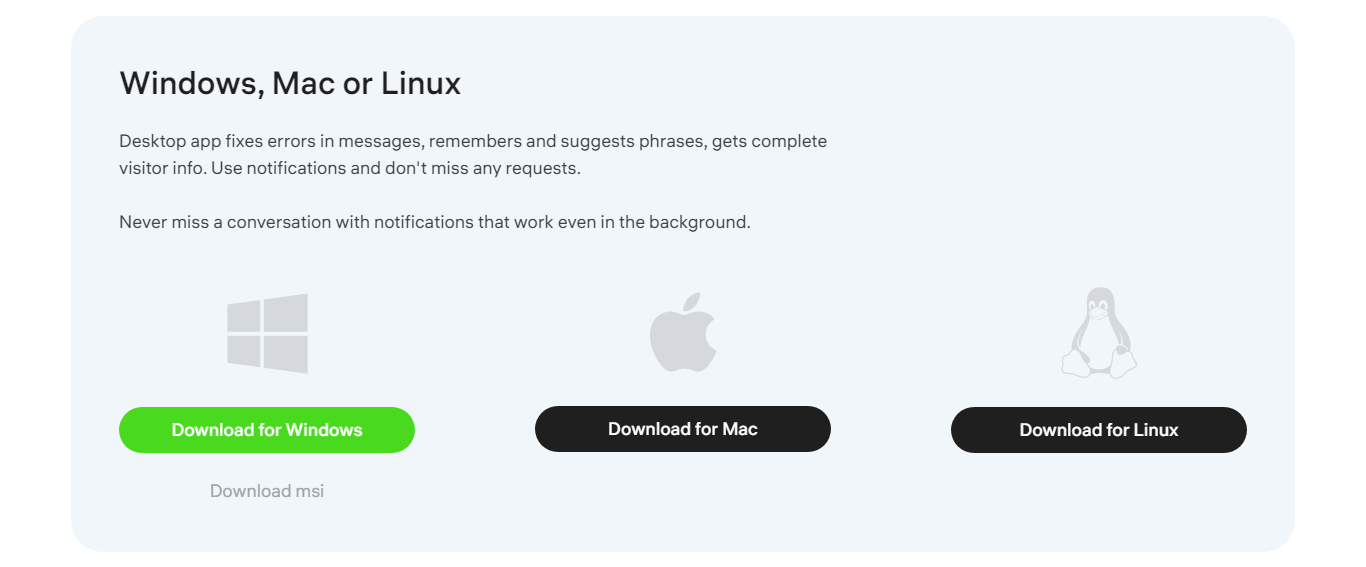 Windows, Mac or Linux
Desktop app fixes errors in messages, remembers and suggests phrases, gets complete
visitor info. Use notifications and don't miss any requests.
Never miss a conversation with notifications that work even in the background.
Download for Windows
Download for Mac
Download for Linux
Download msi